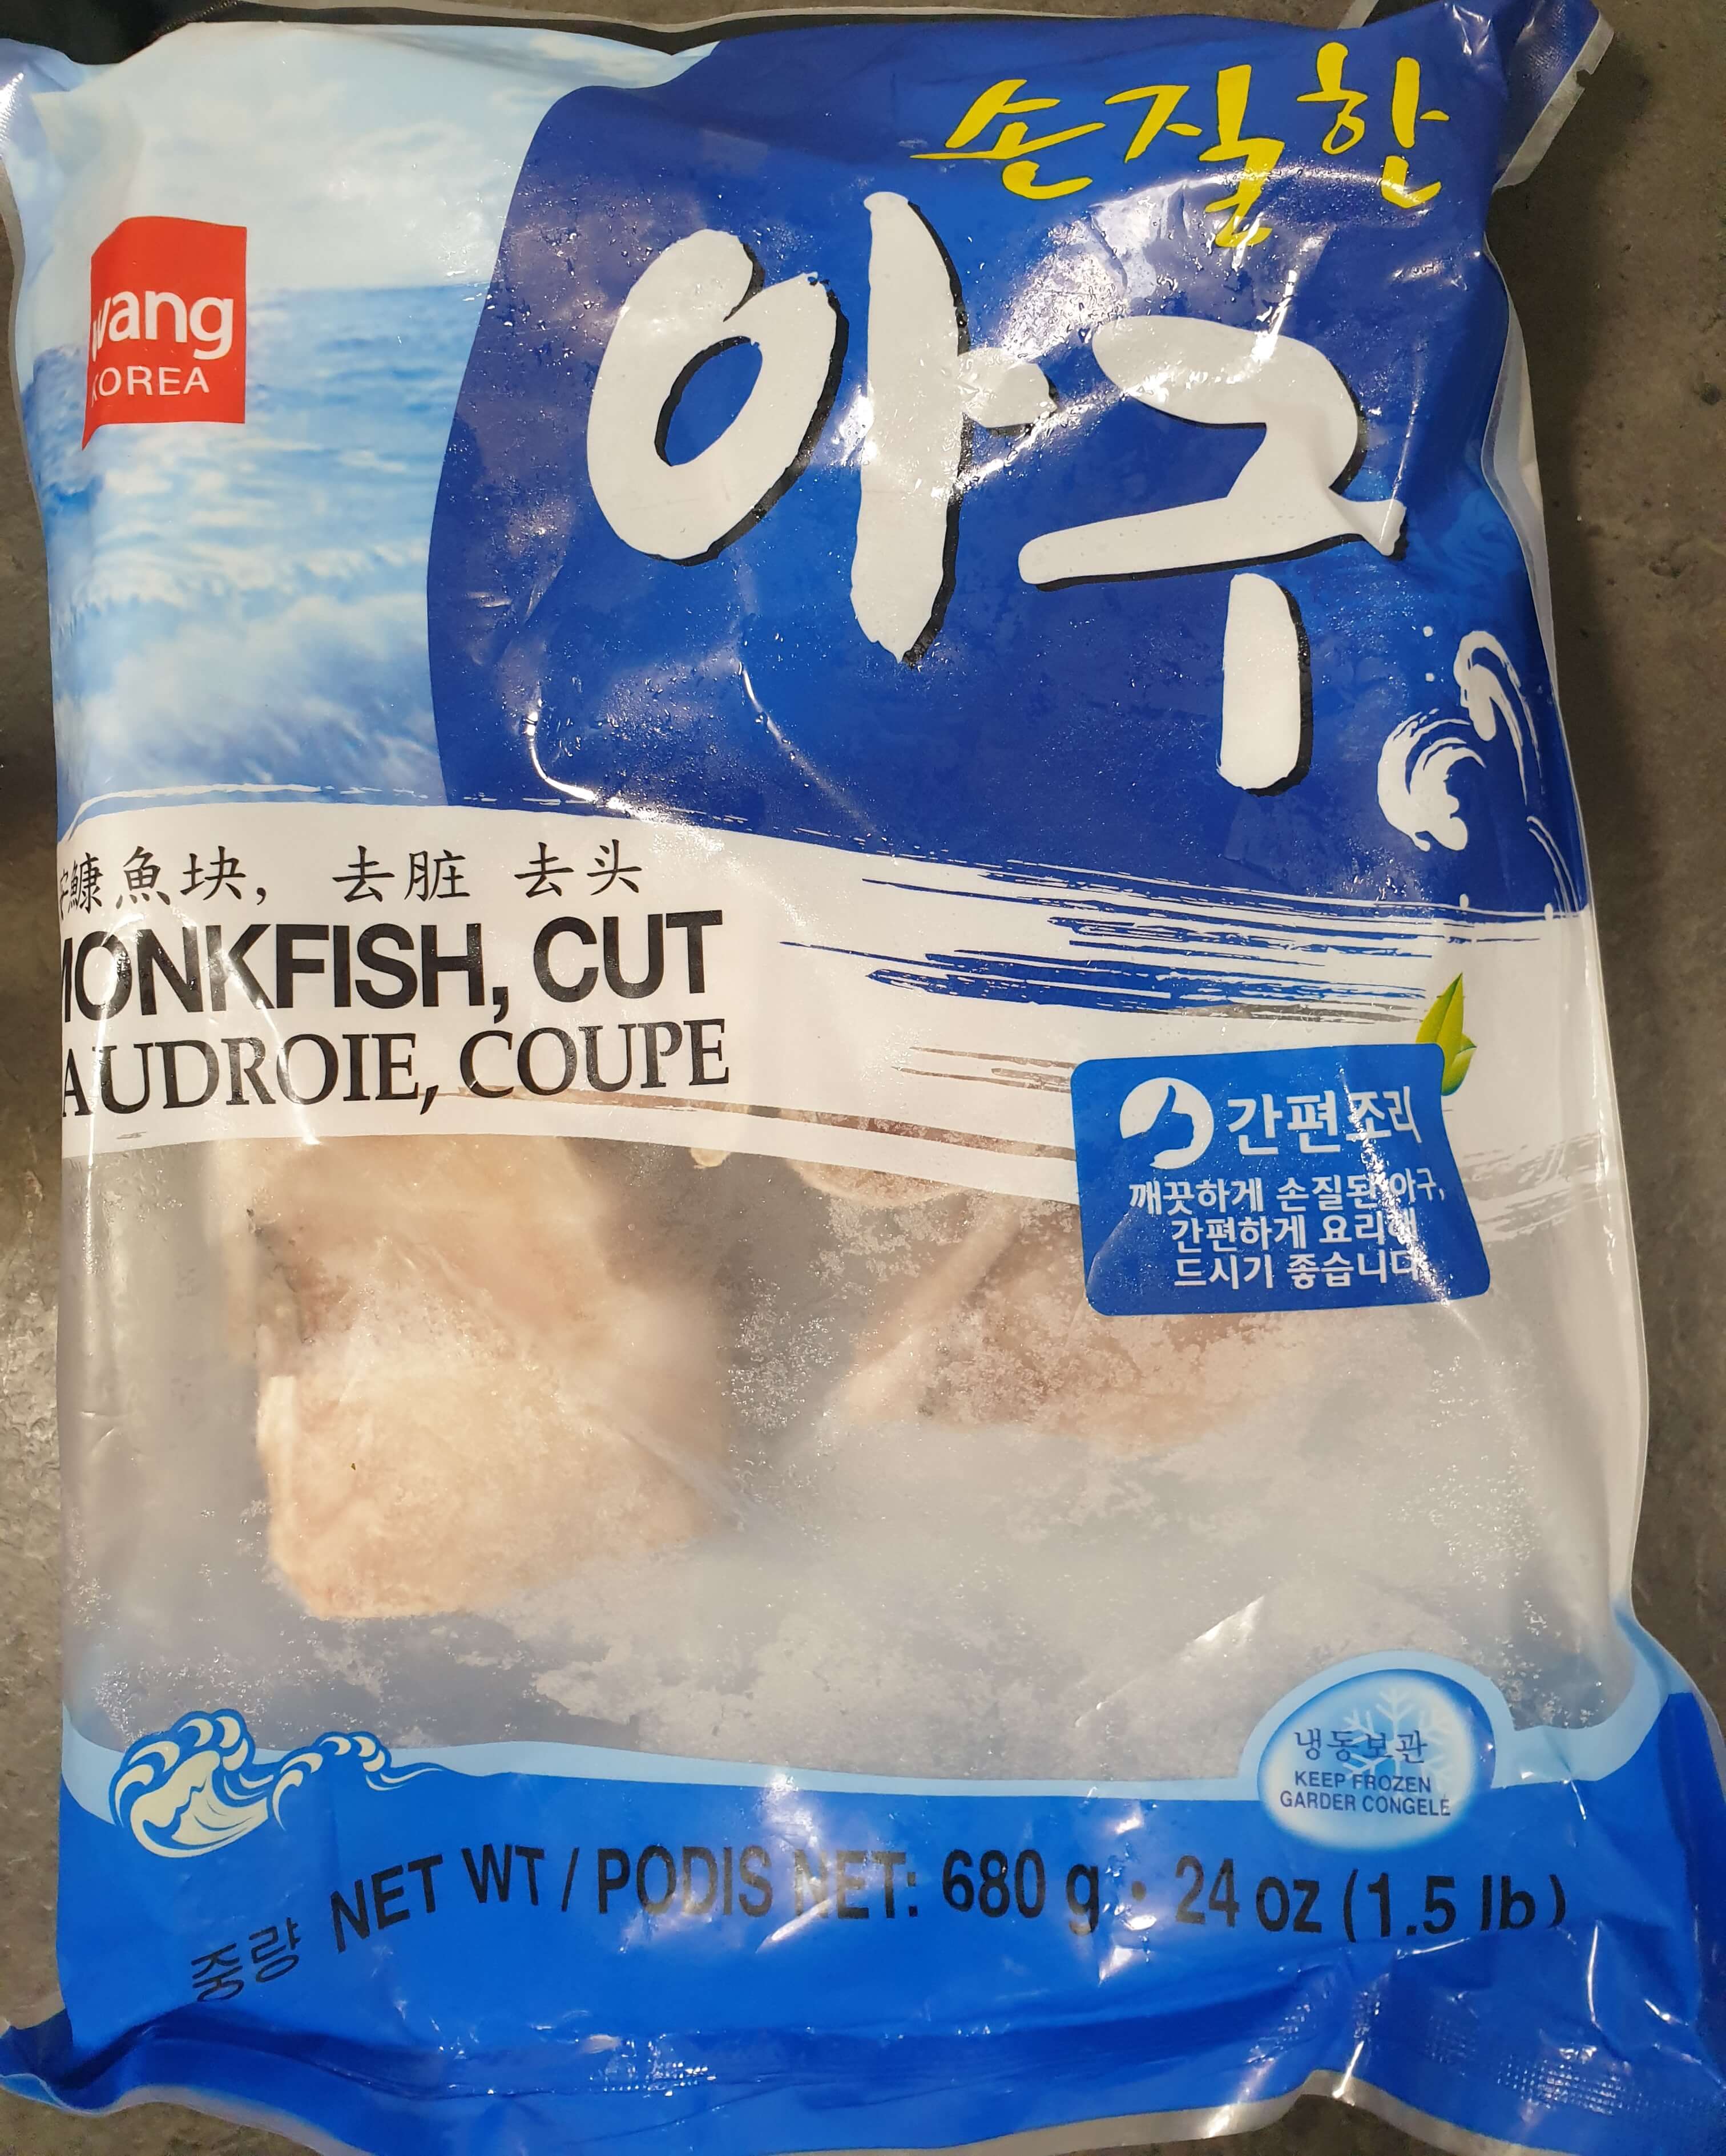 손질한
아구
wang
KOREA
鱇魚块, 去脏 去头
MONKFISH, CUT
AUDROIE, COUPE
간편조리
깨끗하게 손질된 아구,
간편하게 요리해
드시기 좋습니다
냉동보관
KEEP FROZEN
GARDER CONGELÉ
중량 NET WT / PODIS NET: 680 g • 24 oz (1.5 lb)